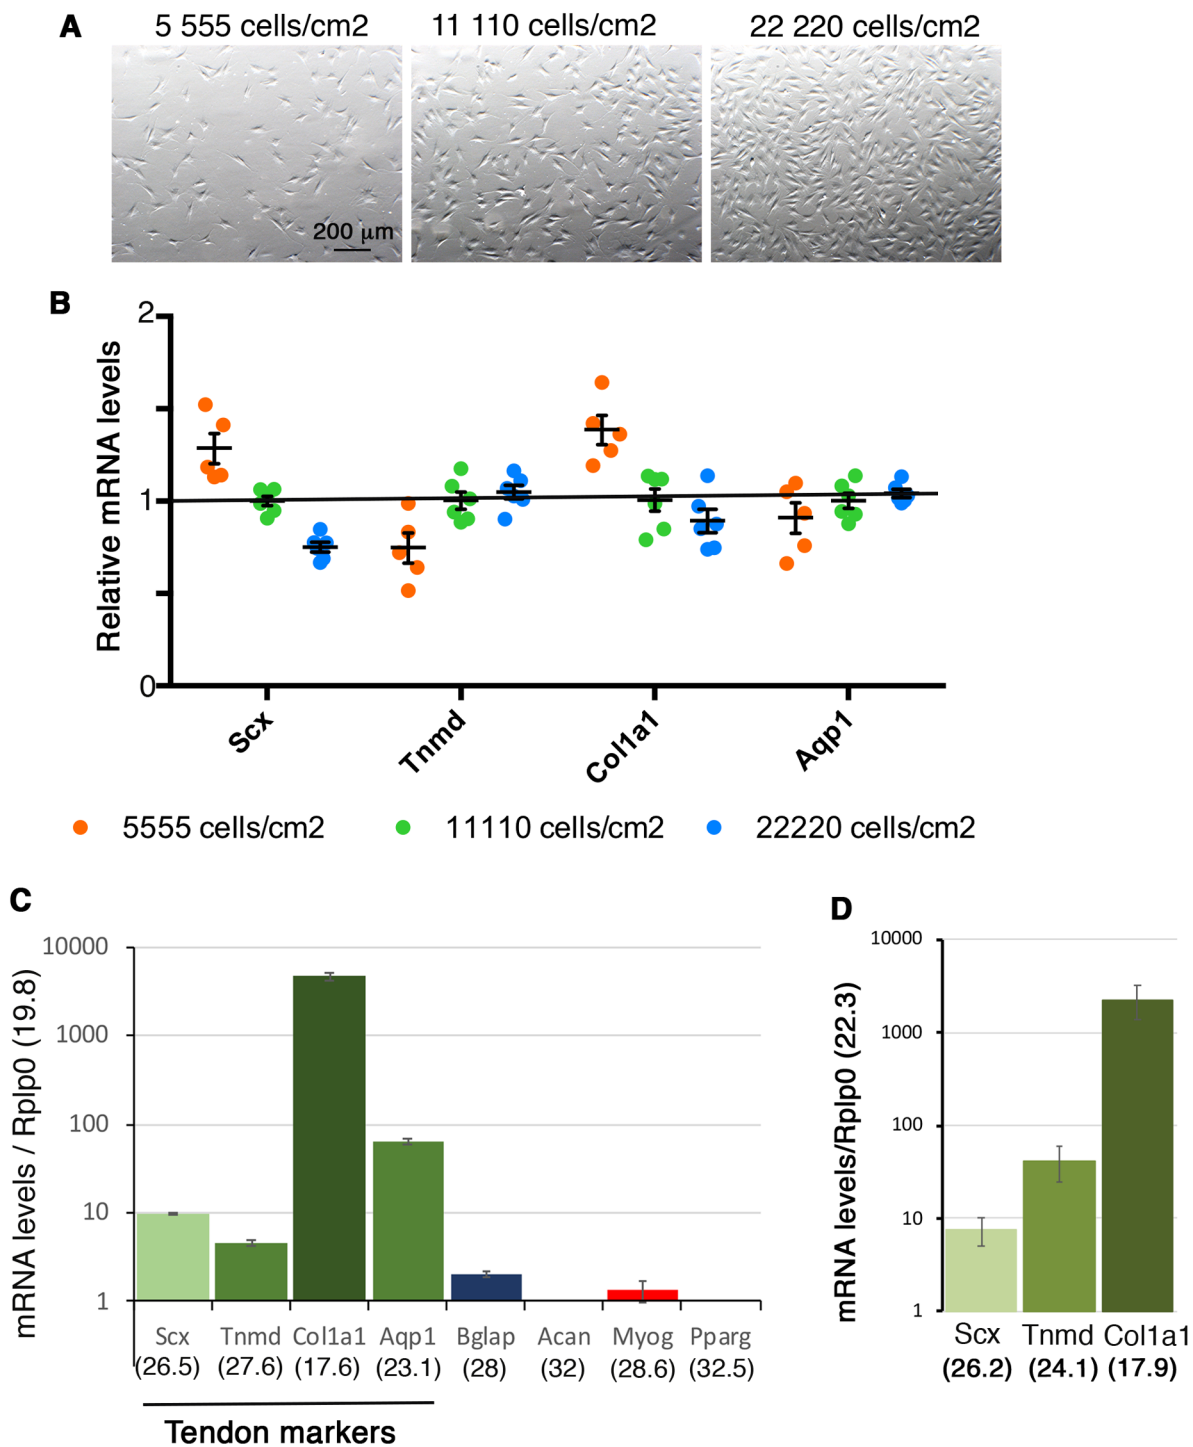 A
5 555 cells/cm2
11 110 cells/cm2
22 220 cells/cm2
200 μm
B
Relative mRNA levels
2
1
0
Scx
Tnmd
Col1a1
Aqp1
5555 cells/cm2
11110 cells/cm2
22220 cells/cm2
C
mRNA levels / Rplp0 (19.8)
10000
1000
100
10
1
Scx
Tnmd
Col1a1
Aqp1
Bglap
Acan
Myog
Pparg
(26.5)
(27.6)
(17.6)
(23.1)
(28)
(32)
(28.6)
(32.5)
Tendon markers
D
mRNA levels/Rplp0 (22.3)
10000
1000
100
10
1
Scx
Tnmd
Col1a1
(26.2)
(24.1)
(17.9)